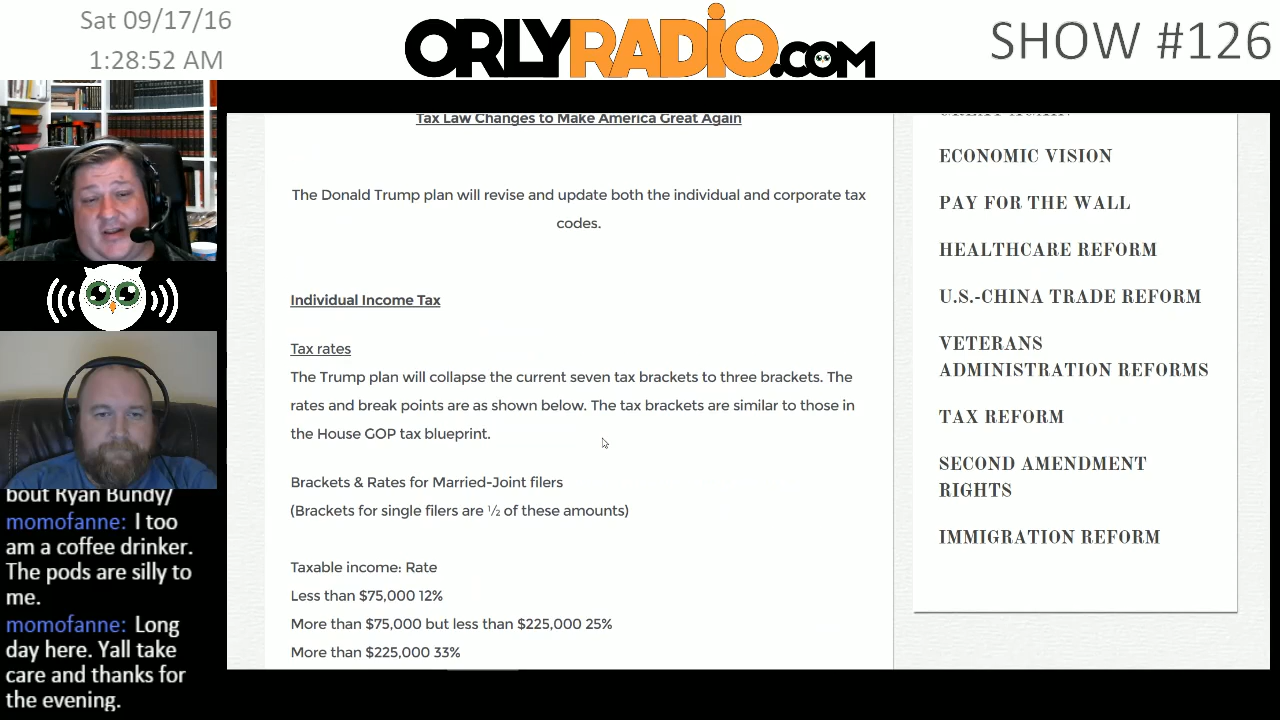 Sat 09/17/16
1:28:52 AM
ORLYRADiO.COM
SHOW #126
Tax Law Changes to Make America Great Again
The Donald Trump plan will revise and update both the individual and corporate tax
codes.
Individual Income Tax
Tax rates
The Trump plan will collapse the current seven tax brackets to three brackets. The
rates and break points are as shown below. The tax brackets are similar to those in
the House GOP tax blueprint.
Brackets & Rates for Married-Joint filers
(Brackets for single filers are ½ of these amounts)
Taxable income: Rate
Less than $75,000 12%
More than $75,000 but less than $225,000 25%
More than $225,000 33%
ECONOMIC VISION
PAY FOR THE WALL
HEALTHCARE REFORM
U.S.-CHINA TRADE REFORM
VETERANS
ADMINISTRATION REFORMS
TAX REFORM
SECOND AMENDMENT
RIGHTS
IMMIGRATION REFORM
bout Ryan Bundy/
momofanne: I too
am a coffee drinker.
The pods are silly to
me.
momofanne: Long
day here. Yall take
care and thanks for
the evening.